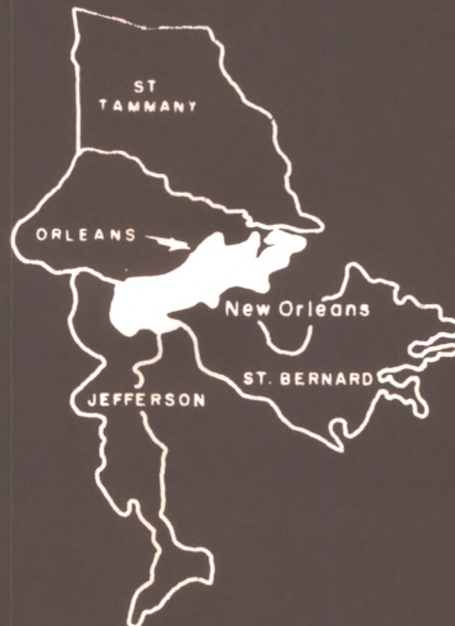 ST
TAMMANY
ORLEANS
New Orleans
ST. BERNARD
JEFFERSON